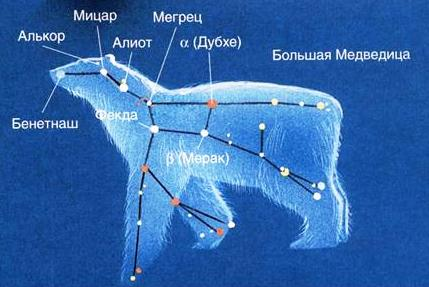 Мицар
Мегрец
Алькор
Алиот
α (Дубхе)
Большая Медведица
Бенетнаш
Фекда
β (Мерак)